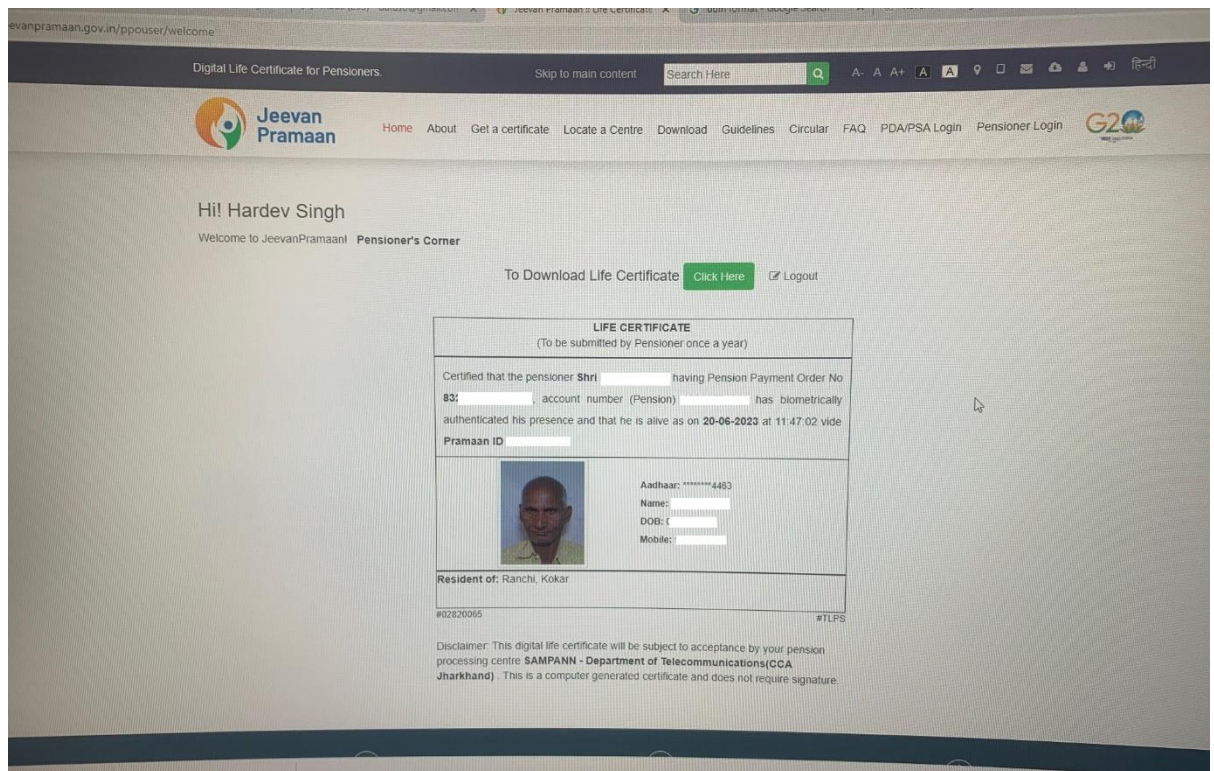 evanpramaan.gov.in/ppouser/welcome
Digital Life Certificate for Pensioners.
Skip to main content
Search Here
A- A A+ A A
हिन्दी
Jeevan
Pramaan
Home About Get a certificate Locate a Centre Download Guidelines Circular FAQ PDA/PSA Login Pensioner Login
G20
Hi! Hardev Singh
Welcome to JeevanPramaan! Pensioner's Corner
To Download Life Certificate Click Here Logout
LIFE CERTIFICATE
(To be submitted by Pensioner once a year)
Certified that the pensioner Shri having Pension Payment Order No
83 , account number (Pension) has biometrically
authenticated his presence and that he is alive as on 20-06-2023 at 11:47:02 vide
Pramaan ID
Aadhaar: ********4463
Name:
DOB:
Mobile:
Resident of: Ranchi, Kokar
#02820065
#TLPS
Disclaimer: This digital life certificate will be subject to acceptance by your pension
processing centre SAMPANN - Department of Telecommunications(CCA
Jharkhand) . This is a computer generated certificate and does not require signature.